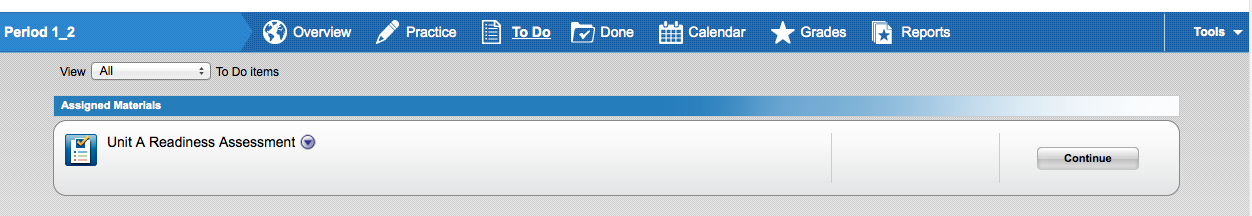 Period 1_2 Overview Practice To Do Done Calendar Grades Reports Tools
View All To Do items
Assigned Materials
Unit A Readiness Assessment Continue